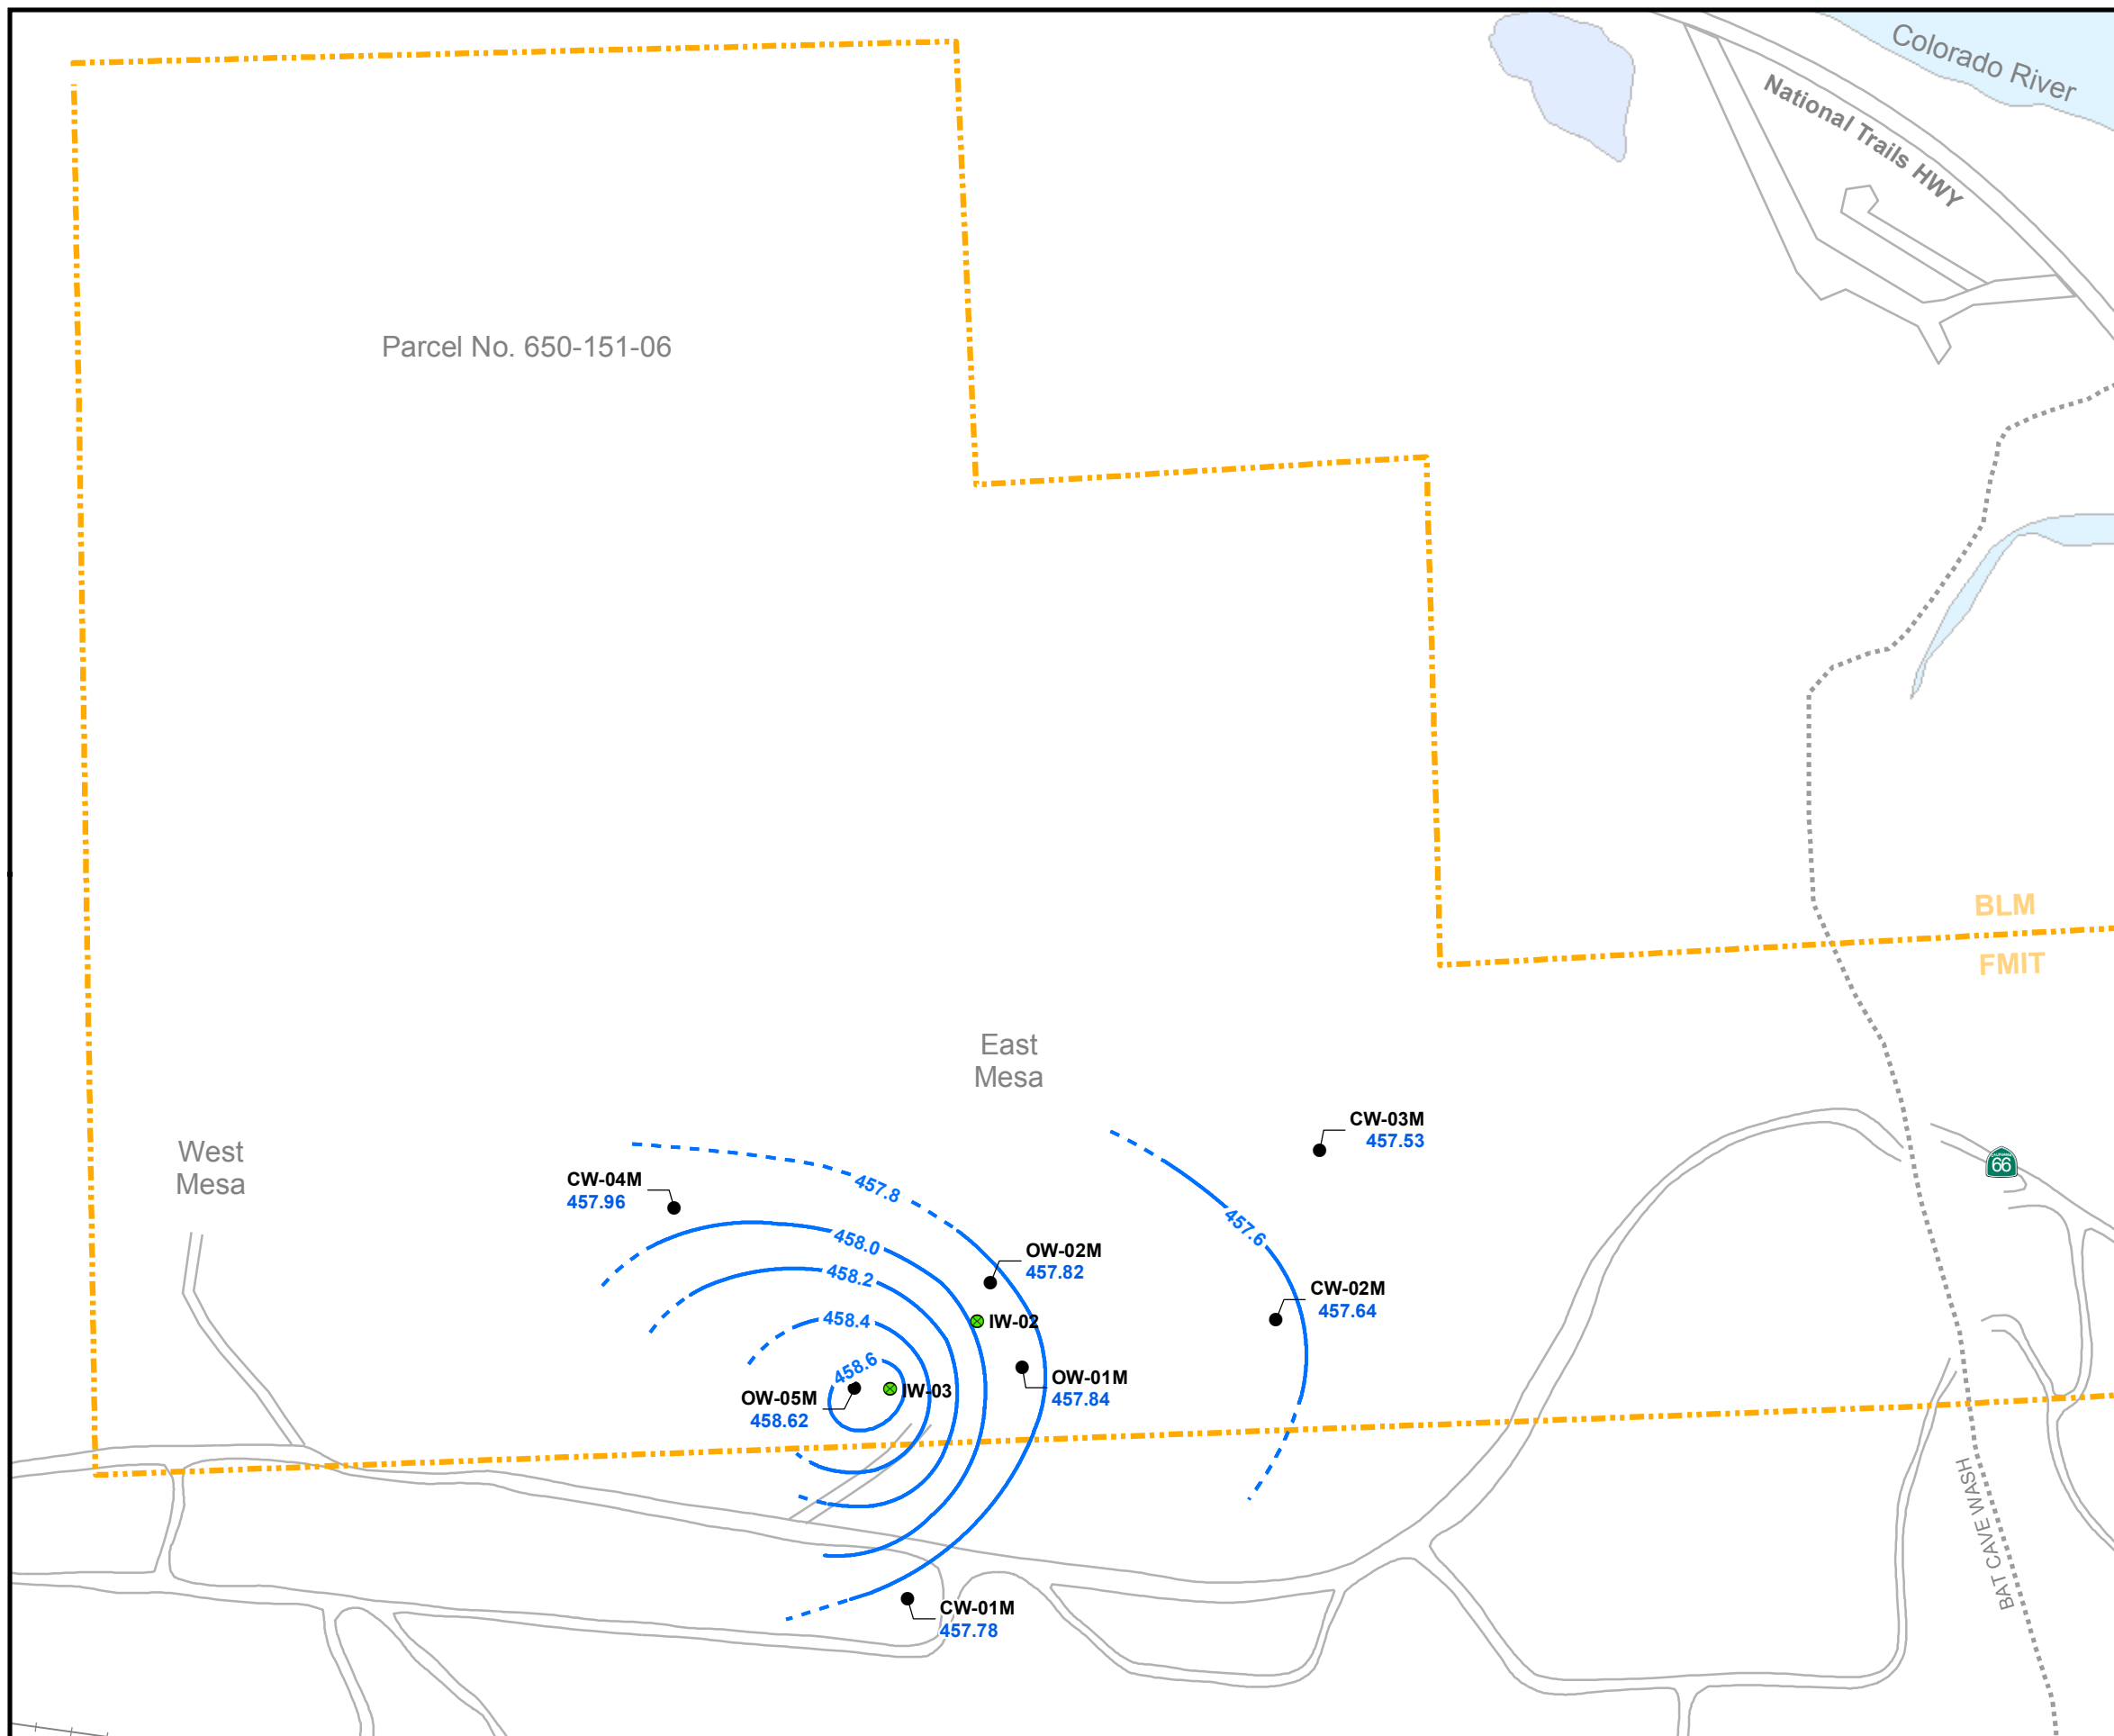 Colorado River
National Trails HWY
Parcel No. 650-151-06
BLM
FMIT
East
Mesa
West
Mesa
CW-03M
457.53
CALIFORNIA
66
CW-04M
457.96
457.8
457.6
458.0
OW-02M
457.82
458.2
CW-02M
457.64
458.4
IW-02
458.6
OW-01M
457.84
IW-03
OW-05M
458.62
BAT CAVE WASH
CW-01M
457.78